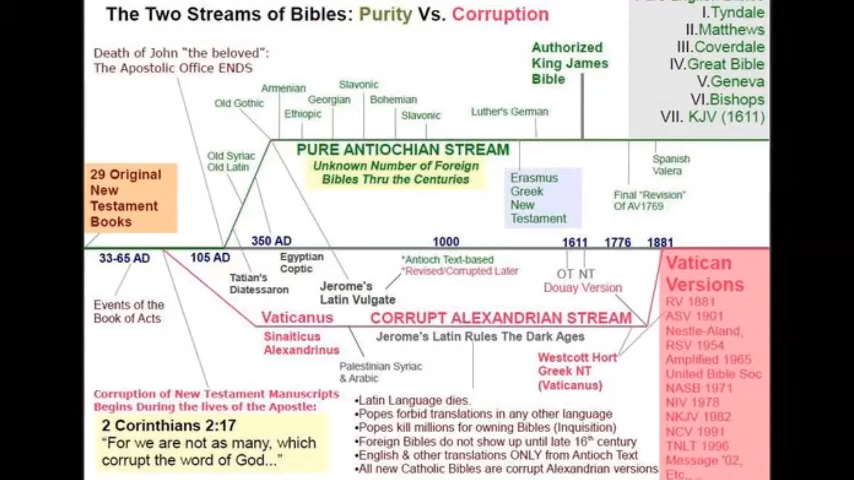 The Two Streams of Bibles: Purity Vs. Corruption
I.Tyndale
II.Matthews
III.Coverdale
IV.Great Bible
V.Geneva
VI.Bishops
VII. KJV (1611)
Death of John "the beloved":
The Apostolic Office ENDS
Authorized
King James
Bible
Old Gothic
Armenian
Ethiopic
Georgian
Slavonic
Bohemian
Slavonic
Luther's German
PURE ANTIOCHIAN STREAM
Unknown Number of Foreign
Bibles Thru the Centuries
Old Syriac
Old Latin
29 Original
New
Testament
Books
Erasmus
Greek
New
Testament
Spanish
Valera
Final "Revision"
Of AV1769
33-65 AD
105 AD
350 AD
1000
1611
1776
1881
Events of the
Book of Acts
Tatian's
Diatessaron
Egyptian
Coptic
Jerome's
Latin Vulgate
*Antioch Text-based
*Revised/Corrupted Later
OT NT
Douay Version
Vaticanus
CORRUPT ALEXANDRIAN STREAM
Sinaiticus
Alexandrinus
Jerome's Latin Rules The Dark Ages
Palestinian Syriac
& Arabic
Westcott Hort
Greek NT
(Vaticanus)
Vatican
Versions
RV 1881
ASV 1901
Nestle-Aland,
RSV 1954
Amplified 1965
United Bible Soc
NASB 1971
NIV 1978
NKJV 1982
NCV 1991
TNLT 1996
Message '02,
Etc
Corruption of New Testament Manuscripts
Begins During the lives of the Apostle:
2 Corinthians 2:17
"For we are not as many, which
corrupt the word of God..."
•Latin Language dies.
•Popes forbid translations in any other language
•Popes kill millions for owning Bibles (Inquisition)
•Foreign Bibles do not show up until late 16th century
•English & other translations ONLY from Antioch Text
•All new Catholic Bibles are corrupt Alexandrian versions